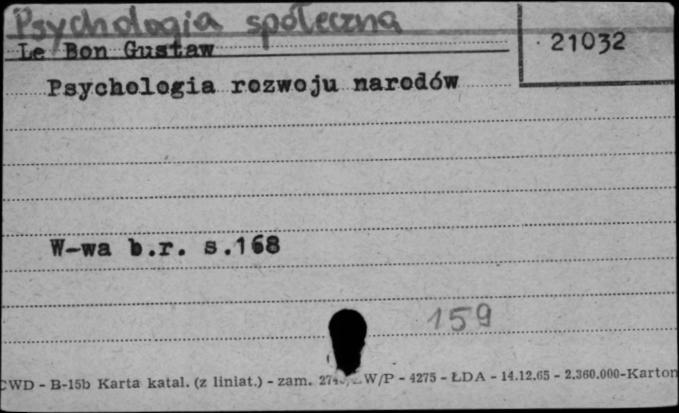 Psychologia społeczna
Le Bon Gustaw
21032
Psychologia rozwoju narodów
W-wa b.r. s.168
159
CWD - B-15b Karta katal. (z liniat.) - zam. W/P - 4275 - ŁDA - 14.12.65 - 2.360.000-Karton